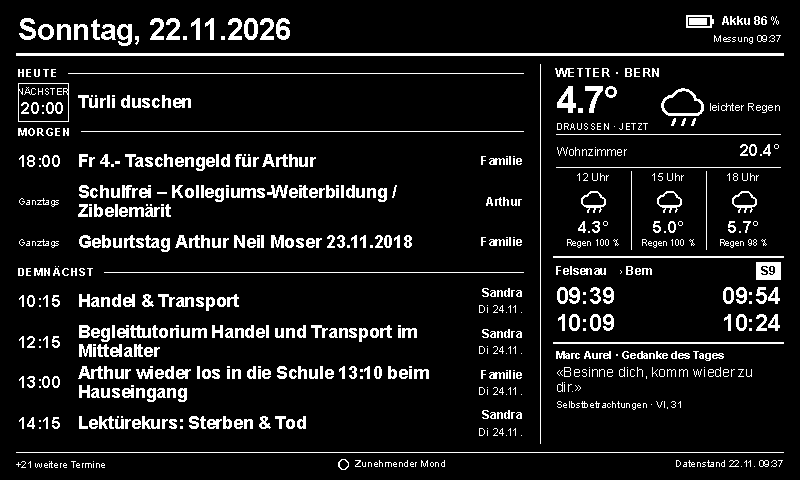 Sonntag, 22.11.2026
Akku 86 %
Messung 09:37
HEUTE
NÄCHSTER
20:00
Türli duschen
MORGEN
18:00 Fr 4.- Taschengeld für Arthur Familie
Ganztags Schulfrei – Kollegiums-Weiterbildung / Zibelemärit Arthur
Ganztags Geburtstag Arthur Neil Moser 23.11.2018 Familie
DEMNÄCHST
10:15 Handel & Transport Sandra
Di 24.11.
12:15 Begleittutorium Handel und Transport im Mittelalter Sandra
Di 24.11.
13:00 Arthur wieder los in die Schule 13:10 beim Hauseingang Familie
Di 24.11.
14:15 Lektürekurs: Sterben & Tod Sandra
Di 24.11.
WETTER · BERN
4.7° leichter Regen
DRAUSSEN · JETZT
Wohnzimmer 20.4°
12 Uhr 15 Uhr 18 Uhr
4.3° 5.0° 5.7°
Regen 100 % Regen 100 % Regen 98 %
Felsenau → Bern S9
09:39 09:54
10:09 10:24
Marc Aurel · Gedanke des Tages
«Besinne dich, komm wieder zu
dir.»
Selbstbetrachtungen · VI, 31
+21 weitere Termine
Zunehmender Mond
Datenstand 22.11. 09:37